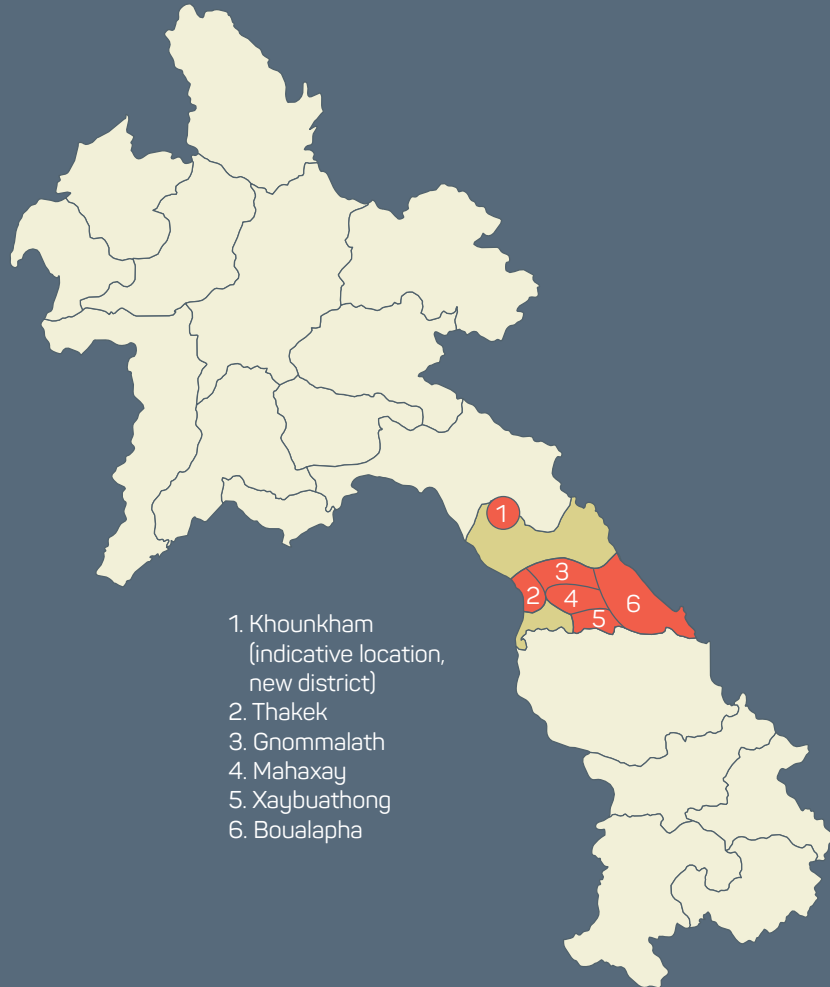 1
3
2
4
6
5
1. Khounkham
(indicative location,
new district)
2. Thakek
3. Gnommalath
4. Mahaxay
5. Xaybuathong
6. Boualapha